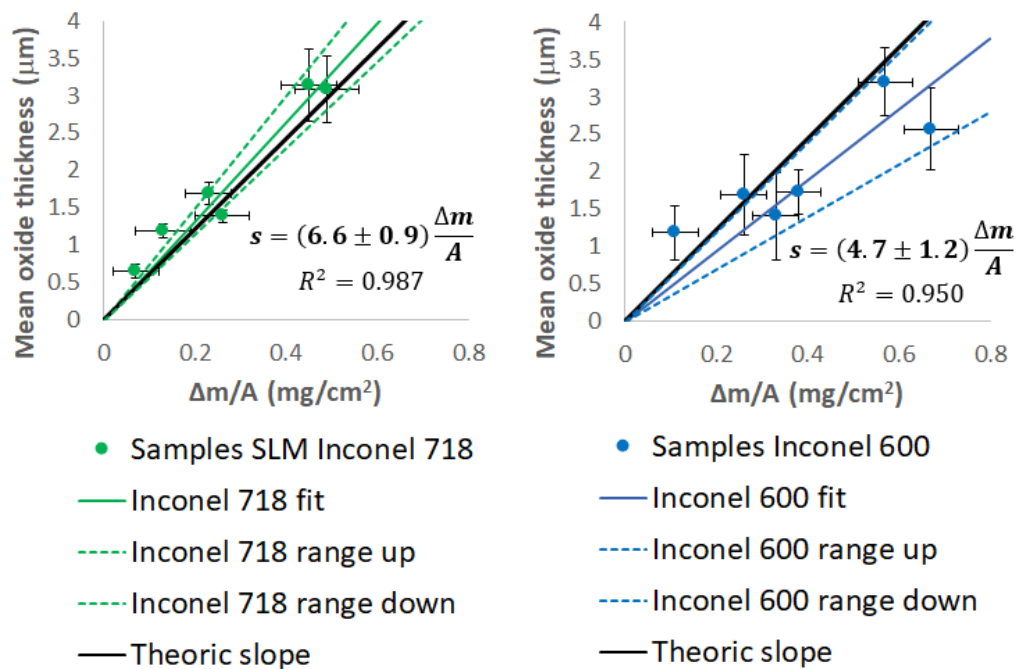 Mean oxide thickness (μm)
4
3.5
3
2.5
2
1.5
1
0.5
0
0
0.2
0.4
0.6
0.8
s = (6.6 ± 0.9) Δm/A
R² = 0.987
Δm/A (mg/cm²)
Samples SLM Inconel 718
Inconel 718 fit
Inconel 718 range up
Inconel 718 range down
Theoric slope
Mean oxide thickness (μm)
4
3.5
3
2.5
2
1.5
1
0.5
0
0
0.2
0.4
0.6
0.8
s = (4.7 ± 1.2) Δm/A
R² = 0.950
Δm/A (mg/cm²)
Samples Inconel 600
Inconel 600 fit
Inconel 600 range up
Inconel 600 range down
Theoric slope